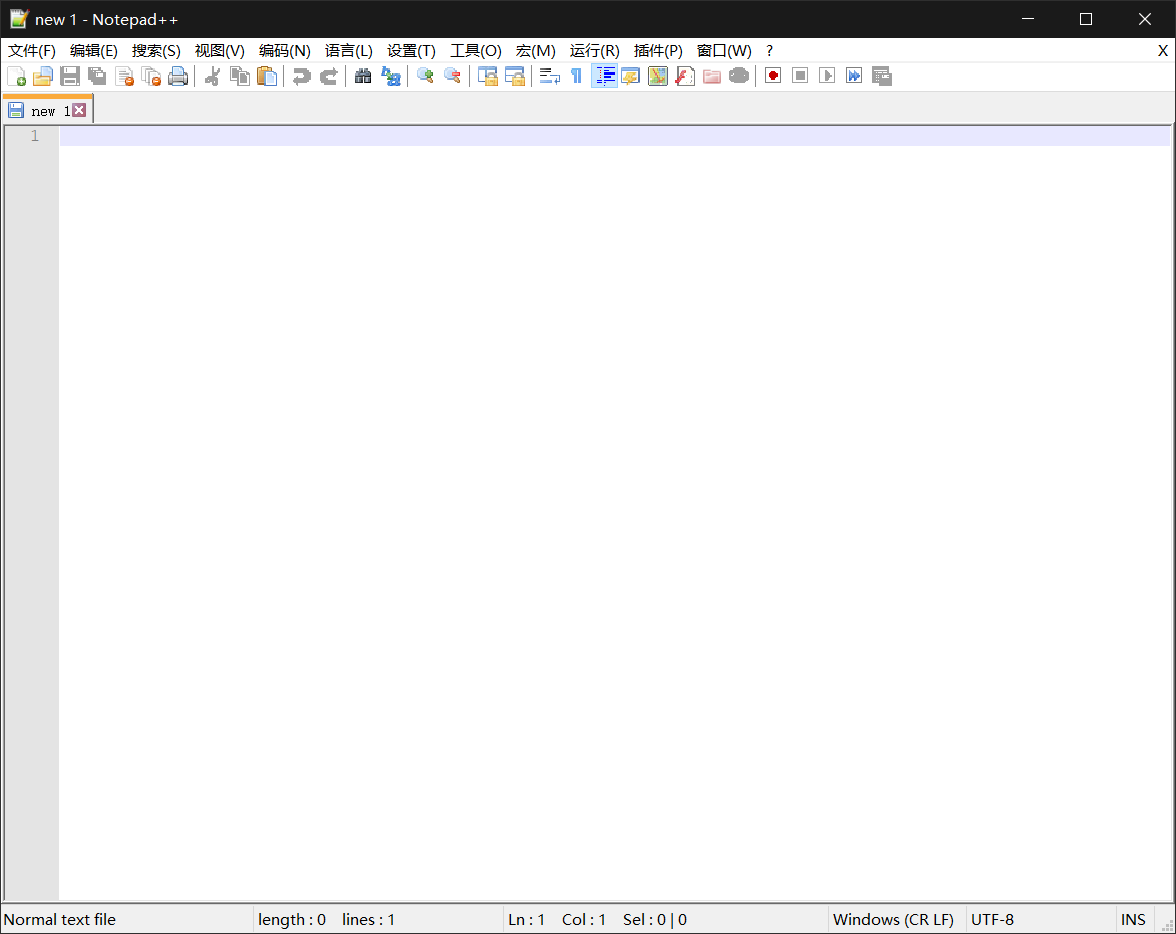 new 1 - Notepad++
文件(F) 编辑(E) 搜索(S) 视图(V) 编码(N) 语言(L) 设置(T) 工具(O) 宏(M) 运行(R) 插件(P) 窗口(W) ? X
new 1
1
Normal text file length : 0 lines : 1 Ln : 1 Col : 1 Sel : 0 | 0 Windows (CR LF) UTF-8 INS